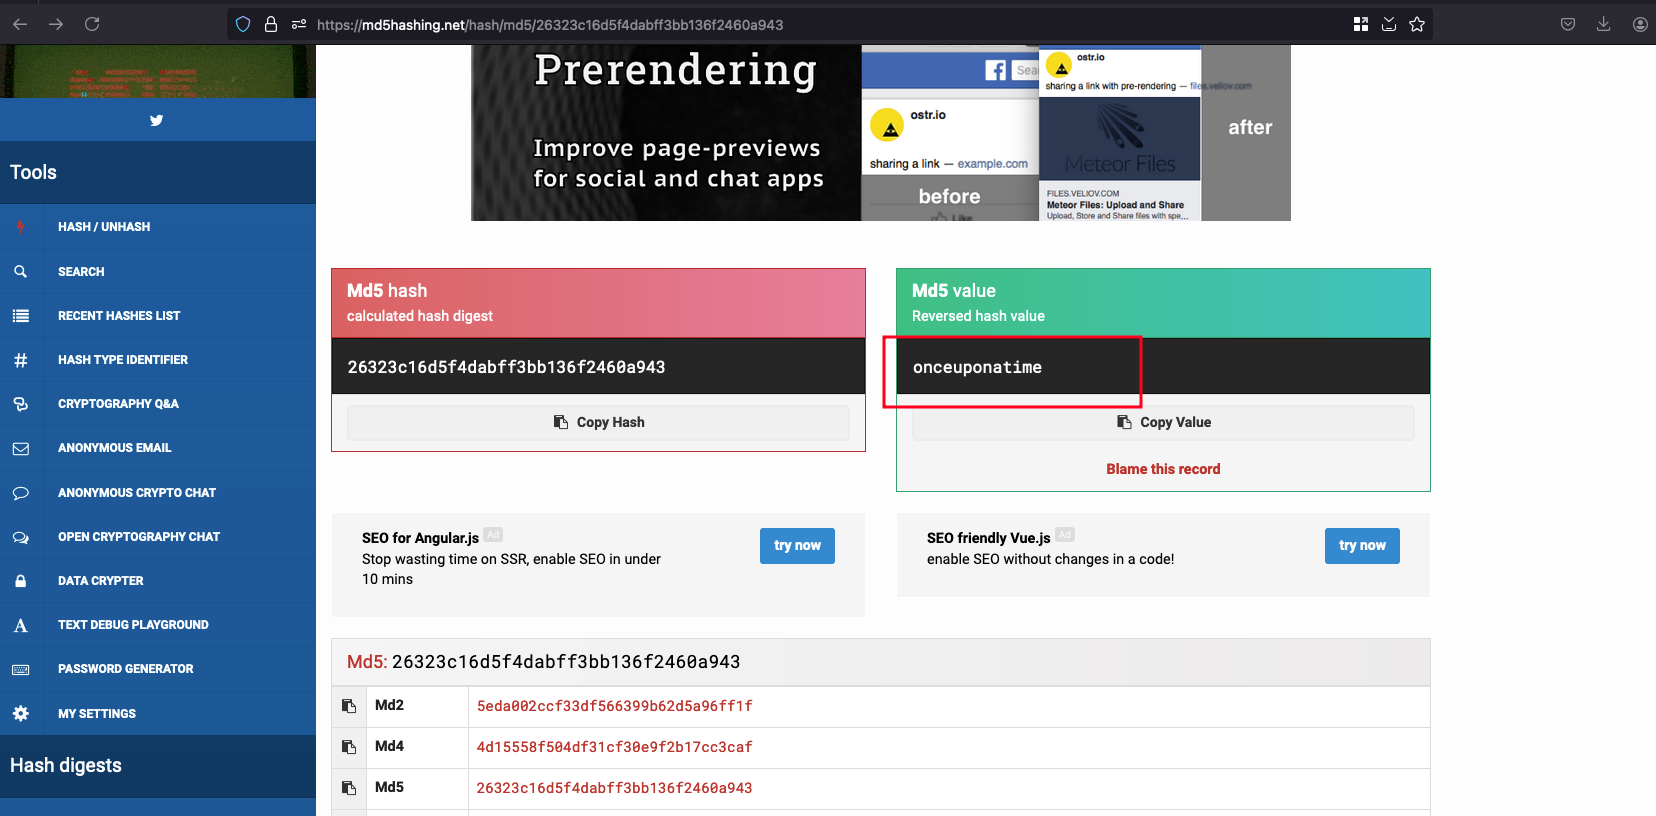 https://md5hashing.net/hash/md5/26323c16d5f4dabff3bb136f2460a943
Prerendering
Improve page-previews
for social and chat apps
ostr.io
sharing a link — example.com
before
Like
Sea
ostr.io
sharing a link with pre-rendering — files.veliov.com
Meteor Files
FILES.VELIOV.COM
Meteor Files: Upload and Share
Upload, Store and Share files with spe...
after
Tools
HASH / UNHASH
SEARCH
RECENT HASHES LIST
HASH TYPE IDENTIFIER
CRYPTOGRAPHY Q&A
ANONYMOUS EMAIL
ANONYMOUS CRYPTO CHAT
OPEN CRYPTOGRAPHY CHAT
DATA CRYPTER
TEXT DEBUG PLAYGROUND
PASSWORD GENERATOR
MY SETTINGS
Hash digests
Md5 hash
calculated hash digest
26323c16d5f4dabff3bb136f2460a943
Copy Hash
Md5 value
Reversed hash value
onceuponatime
Copy Value
Blame this record
SEO for Angular.js Ad
Stop wasting time on SSR, enable SEO in under
10 mins
try now
SEO friendly Vue.js Ad
enable SEO without changes in a code!
try now
Md5: 26323c16d5f4dabff3bb136f2460a943
Md2 5eda002ccf33df566399b62d5a96ff1f
Md4 4d15558f504df31cf30e9f2b17cc3caf
Md5 26323c16d5f4dabff3bb136f2460a943